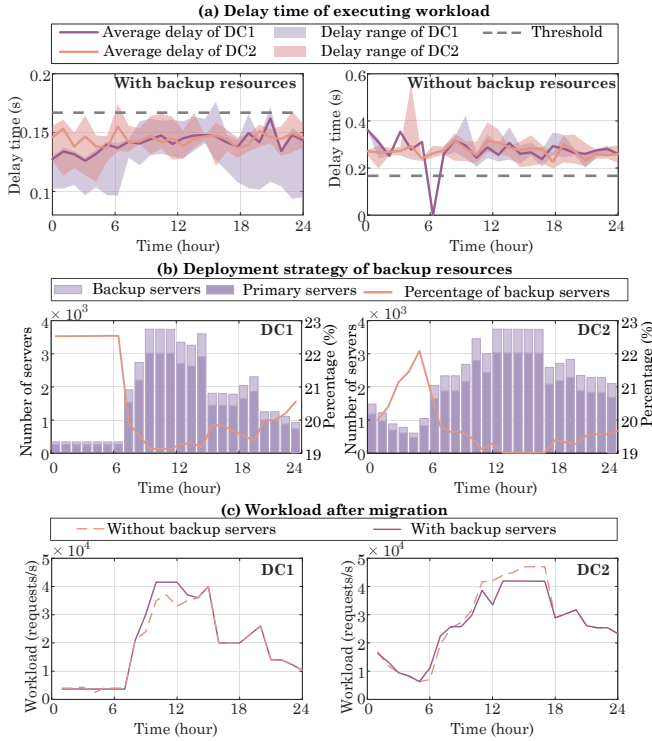 (a) Delay time of executing workload
Average delay of DC1 Delay range of DC1 Threshold
Average delay of DC2 Delay range of DC2
With backup resources
Delay time (s)
0.2
0.15
0.1
0 6 12 18 24
Time (hour)
Without backup resources
Delay time (s)
0.6
0.4
0.2
0
0 6 12 18 24
Time (hour)
(b) Deployment strategy of backup resources
Backup servers Primary servers Percentage of backup servers
× 10³
DC1
Number of servers
4
3
2
1
0
Percentage (%)
23
22
21
20
19
0 6 12 18 24
Time (hour)
× 10³
DC2
Number of servers
4
3
2
1
0
Percentage (%)
23
22
21
20
19
0 6 12 18 24
Time (hour)
(c) Workload after migration
Without backup servers With backup servers
× 10⁴
DC1
Workload (requests/s)
5
4
3
2
1
0
0 6 12 18 24
Time (hour)
× 10⁴
DC2
Workload (requests/s)
5
4
3
2
1
0
0 6 12 18 24
Time (hour)